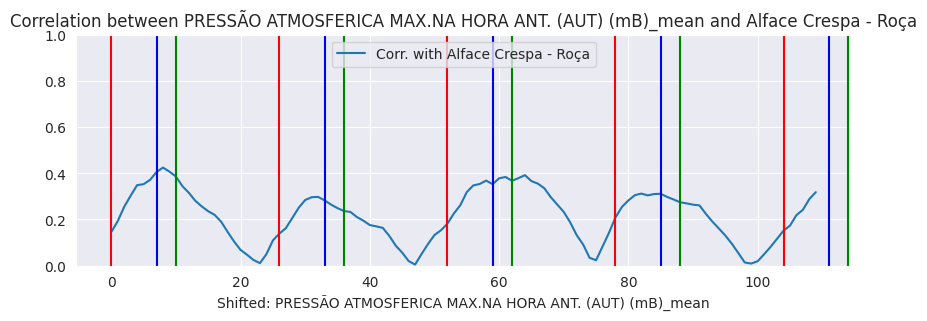 Correlation between PRESSÃO ATMOSFERICA MAX.NA HORA ANT. (AUT) (mB)_mean and Alface Crespa - Roça
1.0
Corr. with Alface Crespa - Roça
0.8
0.6
0.4
0.2
0.0
0 20 40 60 80 100
Shifted: PRESSÃO ATMOSFERICA MAX.NA HORA ANT. (AUT) (mB)_mean